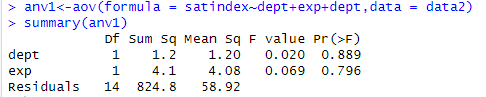 > anv1<-aov(formula = satindex~dept+exp+dept,data = data2)
> summary(anv1)
            Df Sum Sq Mean Sq F value Pr(>F)
dept         1    1.2    1.20   0.020  0.889
exp          1    4.1    4.08   0.069  0.796
Residuals   14  824.8   58.92